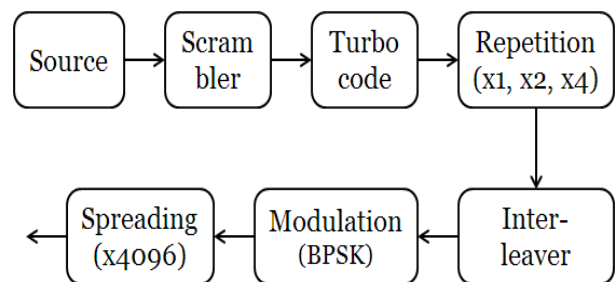 Source
Scram
bler
Turbo
code
Repetition
(x1, x2, x4)
Inter-
leaver
Modulation
(BPSK)
Spreading
(x4096)